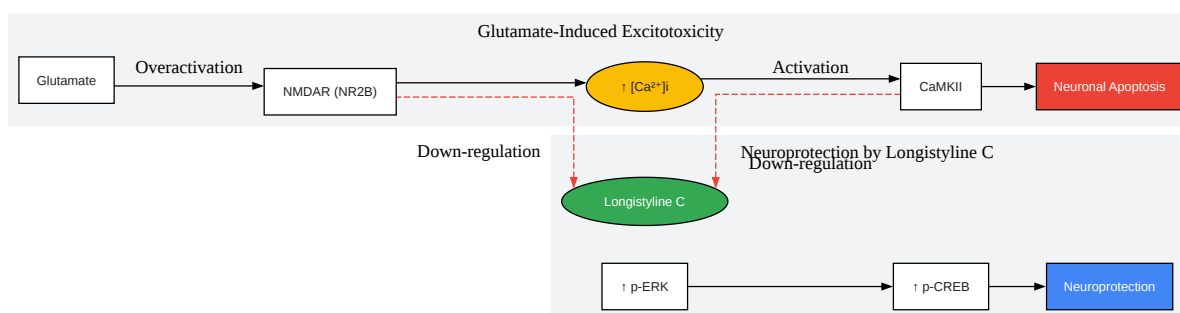 Glutamate-Induced Excitotoxicity
Glutamate
Overactivation
NMDAR (NR2B)
↑ [Ca²⁺]i
Activation
CaMKII
Neuronal Apoptosis
Down-regulation
Neuroprotection by Longistyline C
Down-regulation
Longistyline C
↑ p-ERK
↑ p-CREB
Neuroprotection